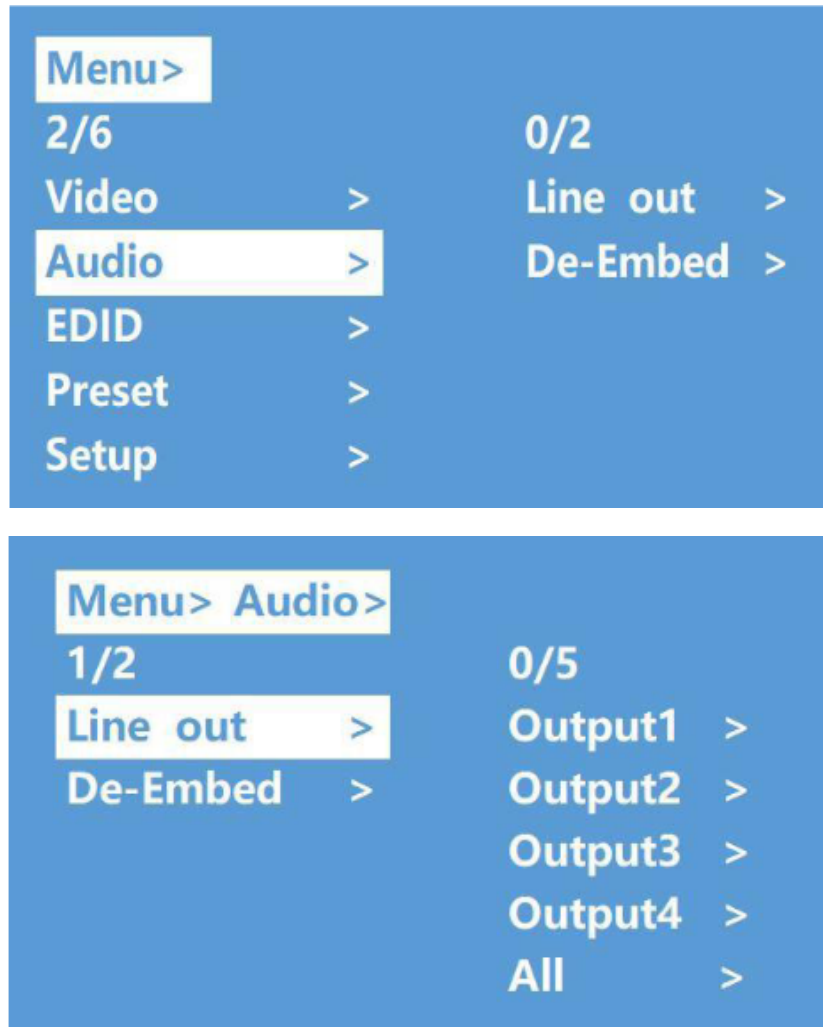 Menu>
2/6 0/2
Video > Line out >
Audio > De-Embed >
EDID >
Preset >
Setup >
Menu> Audio>
1/2 0/5
Line out > Output1 >
De-Embed > Output2 >
Output3 >
Output4 >
All >